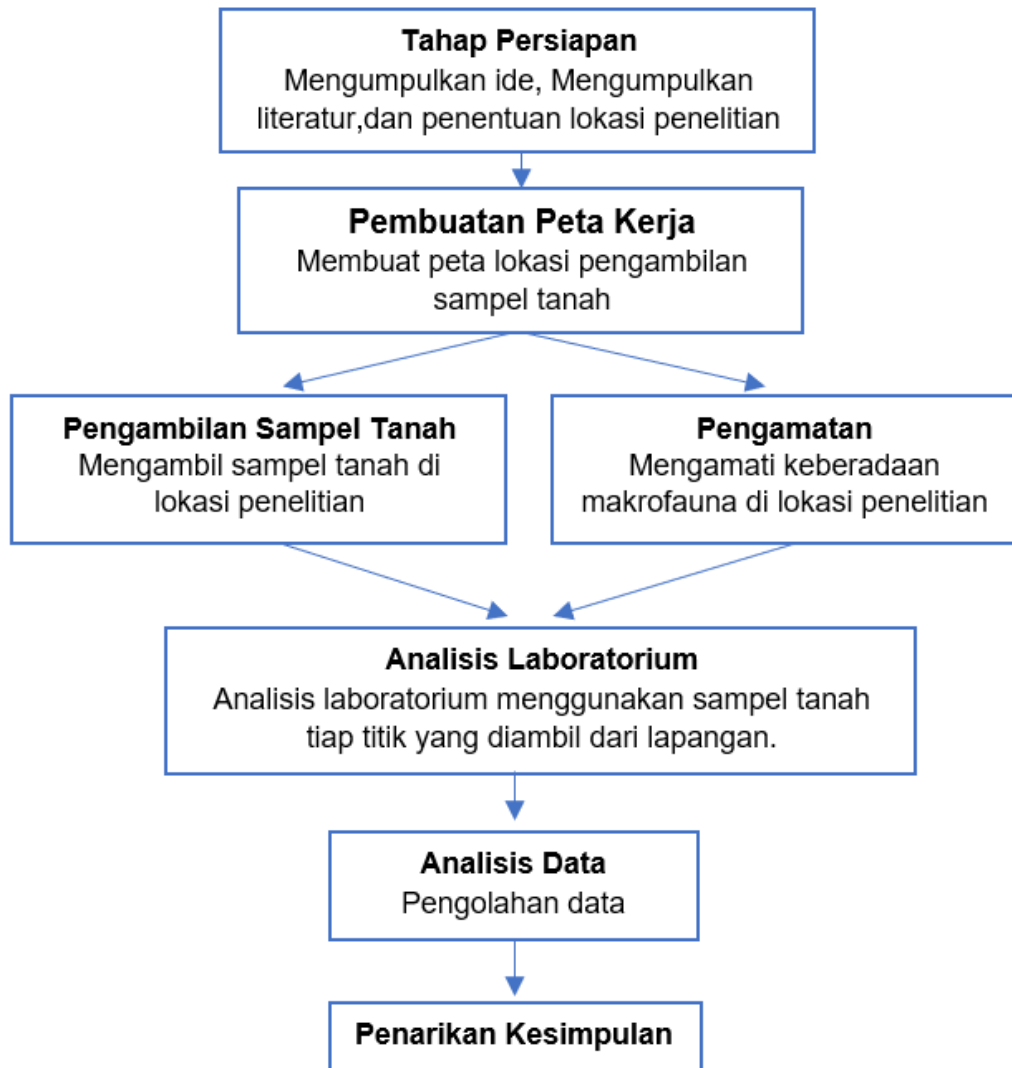 Tahap Persiapan
Mengumpulkan ide, Mengumpulkan
literatur,dan penentuan lokasi penelitian
Pembuatan Peta Kerja
Membuat peta lokasi pengambilan
sampel tanah
Pengambilan Sampel Tanah
Mengambil sampel tanah di
lokasi penelitian
Pengamatan
Mengamati keberadaan
makrofauna di lokasi penelitian
Analisis Laboratorium
Analisis laboratorium menggunakan sampel tanah
tiap titik yang diambil dari lapangan.
Analisis Data
Pengolahan data
Penarikan Kesimpulan